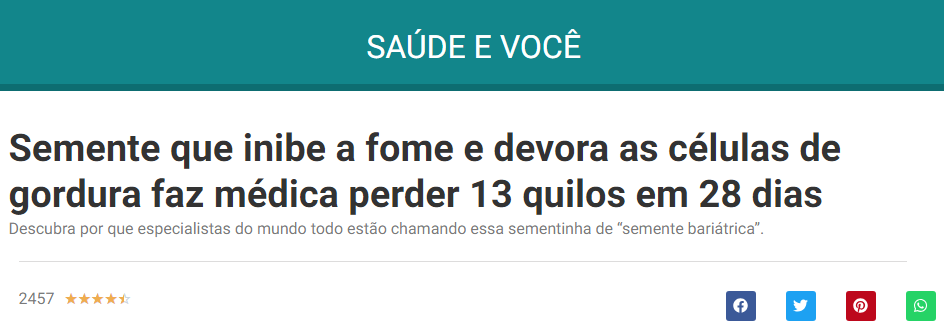 SAÚDE E VOCÊ
Semente que inibe a fome e devora as células de
gordura faz médica perder 13 quilos em 28 dias
Descubra por que especialistas do mundo todo estão chamando essa sementinha de “semente bariátrica”.
2457